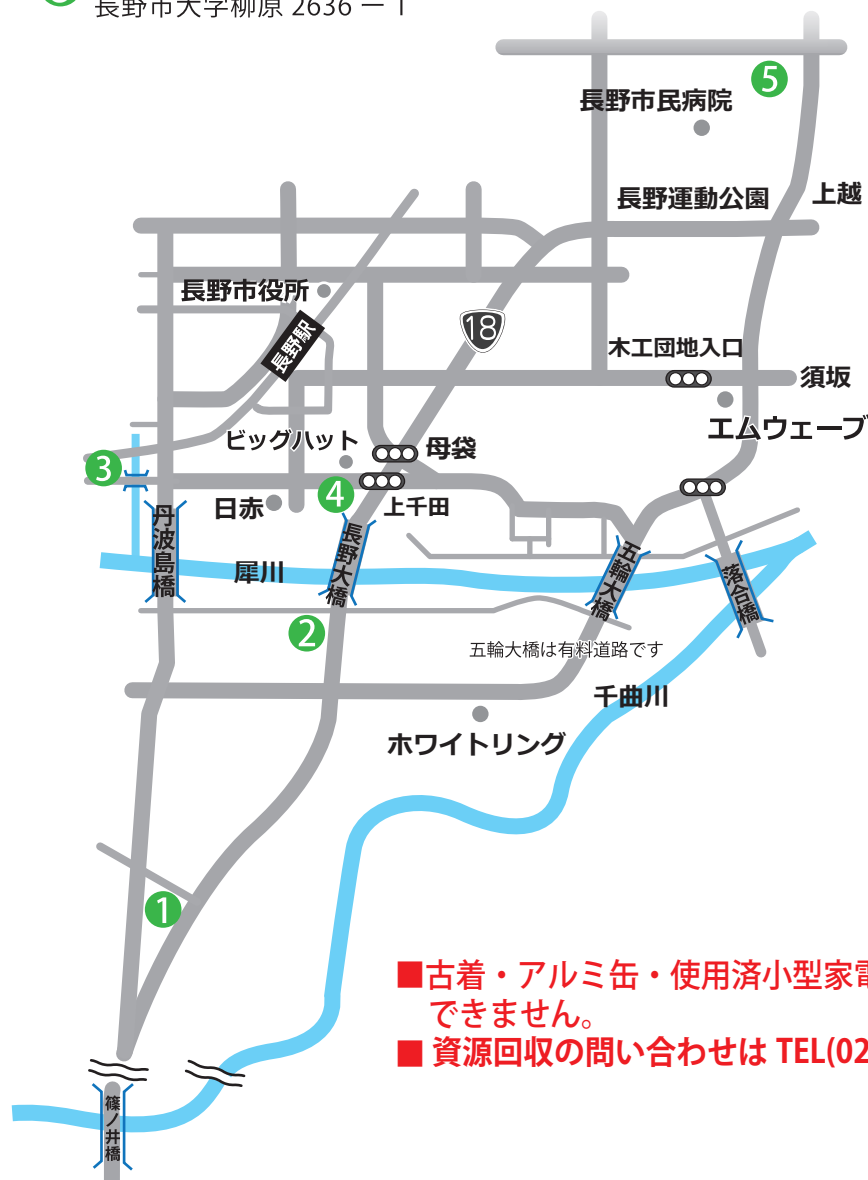 長野市大字柳原 2636 － 1
5
長野市民病院
長野運動公園
上越
長野市役所
18
長野駅
木工団地入口
須坂
エムウェーブ
ビッグハット
母袋
3
4
日赤
上千田
丹波島橋
長野大橋
犀川
五輪大橋
落合橋
2
五輪大橋は有料道路です
千曲川
ホワイトリング
1
■古着・アルミ缶・使用済小型家電
できません。
■ 資源回収の問い合わせは TEL(02
篠ノ井橋